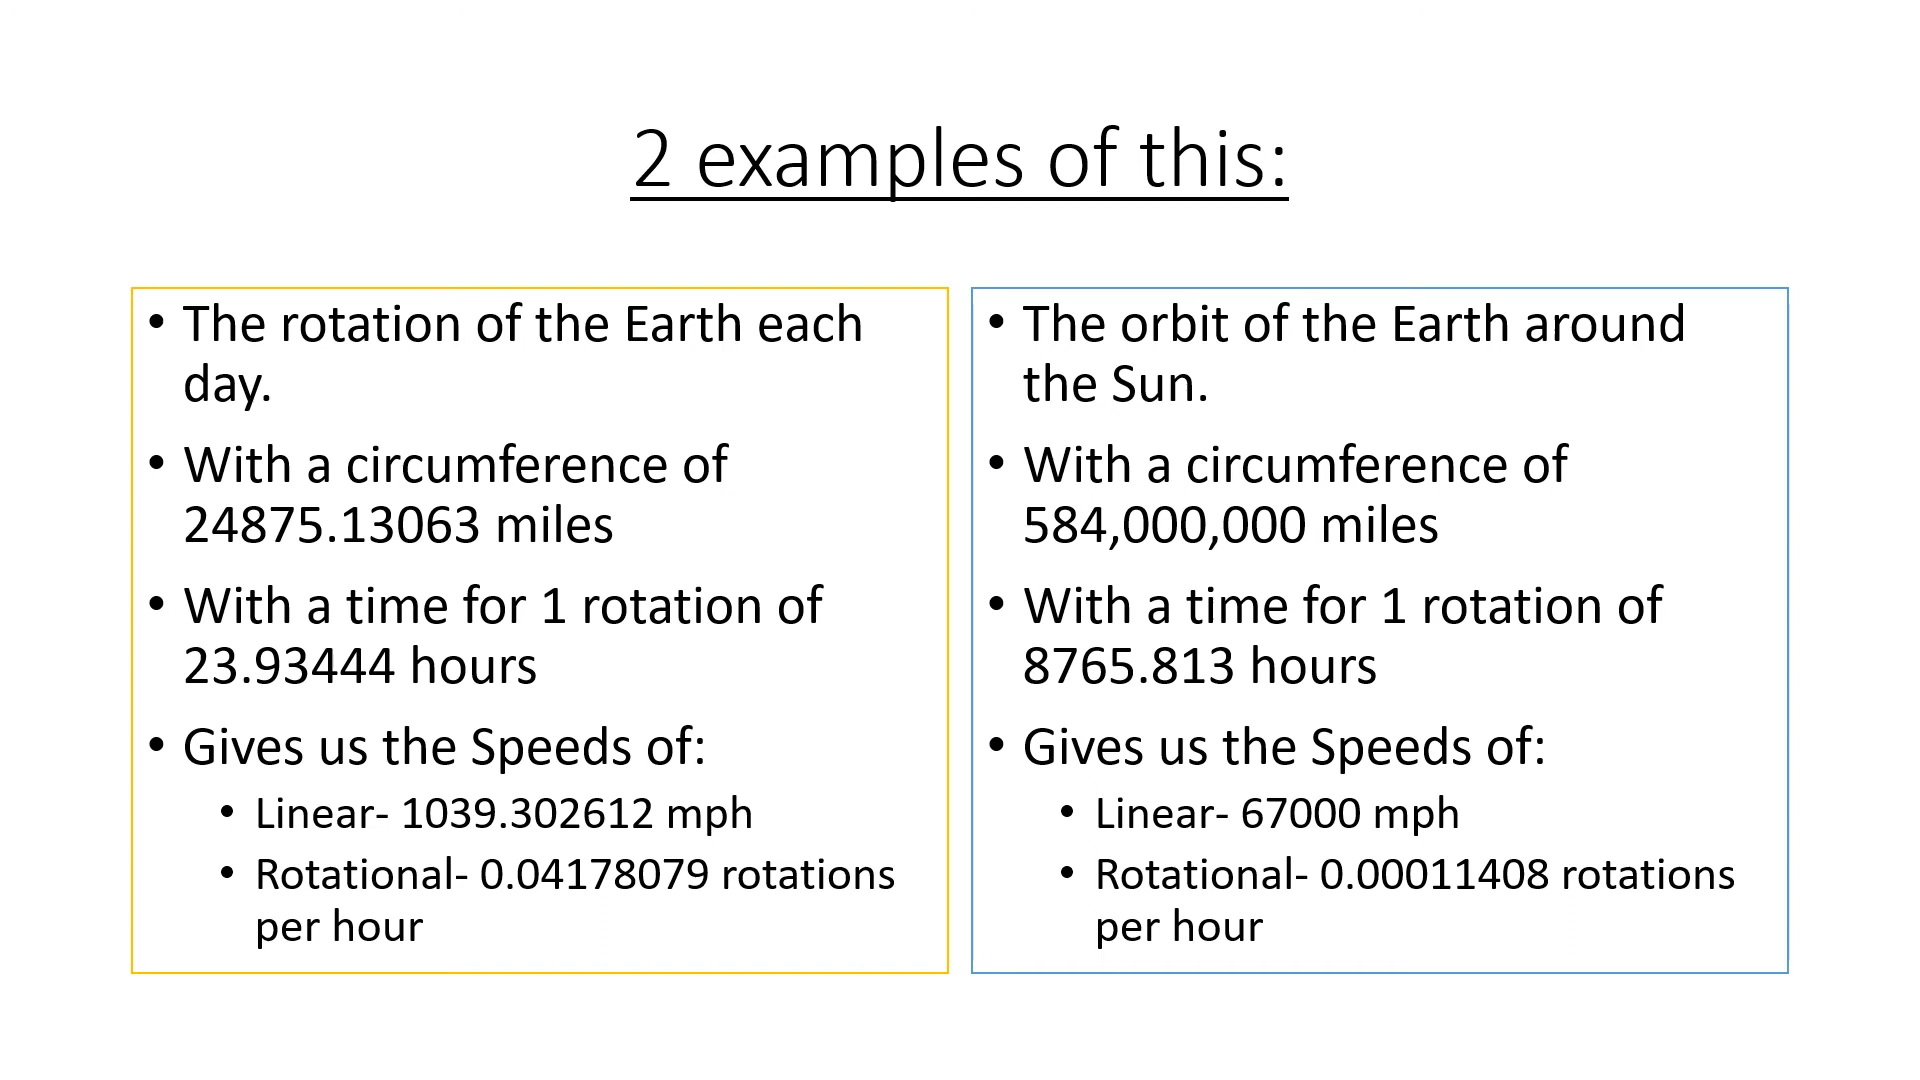 2 examples of this:
• The rotation of the Earth each
day.
• With a circumference of
24875.13063 miles
• With a time for 1 rotation of
23.93444 hours
• Gives us the Speeds of:
• Linear- 1039.302612 mph
• Rotational- 0.04178079 rotations
per hour
• The orbit of the Earth around
the Sun.
• With a circumference of
584,000,000 miles
• With a time for 1 rotation of
8765.813 hours
• Gives us the Speeds of:
• Linear- 67000 mph
• Rotational- 0.00011408 rotations
per hour